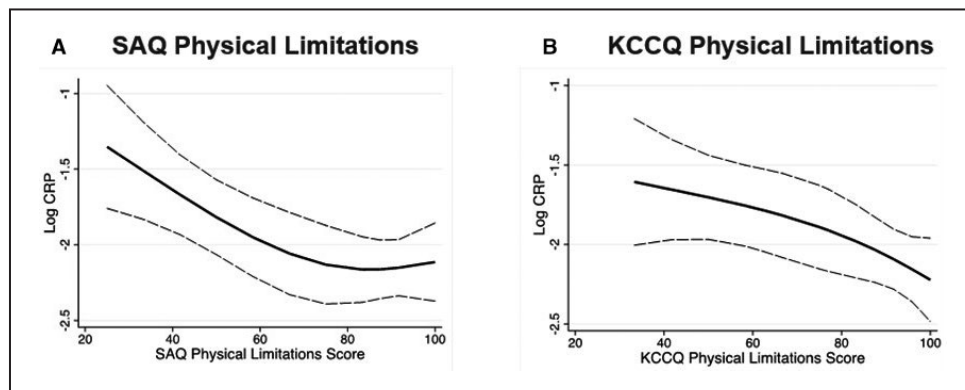 A SAQ Physical Limitations
-1
-1.5
-2
-2.5
Log CRP
20 40 60 80 100
SAQ Physical Limitations Score
B KCCQ Physical Limitations
-1
-1.5
-2
-2.5
Log CRP
20 40 60 80 100
KCCQ Physical Limitations Score